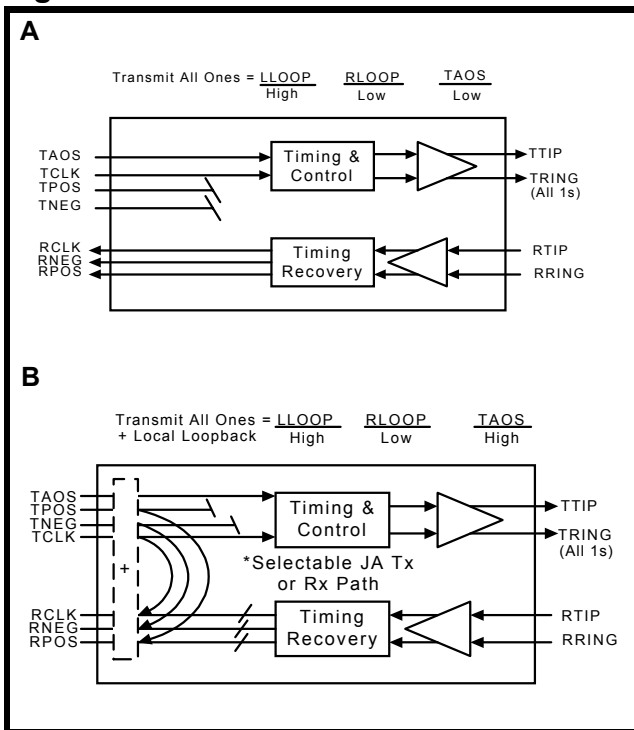 A
Transmit All Ones = LLOOP RLOOP TAOS
High Low Low
TAOS
TCLK
TPOS
TNEG
Timing &
Control
TTIP
TRING
(All 1s)
RCLK
RNEG
RPOS
Timing
Recovery
RTIP
RRING
B
Transmit All Ones = LLOOP RLOOP TAOS
+ Local Loopback High Low High
TAOS
TPOS
TNEG
TCLK
Timing &
Control
TTIP
TRING
(All 1s)
+
*Selectable JA Tx
or Rx Path
RCLK
RNEG
RPOS
Timing
Recovery
RTIP
RRING